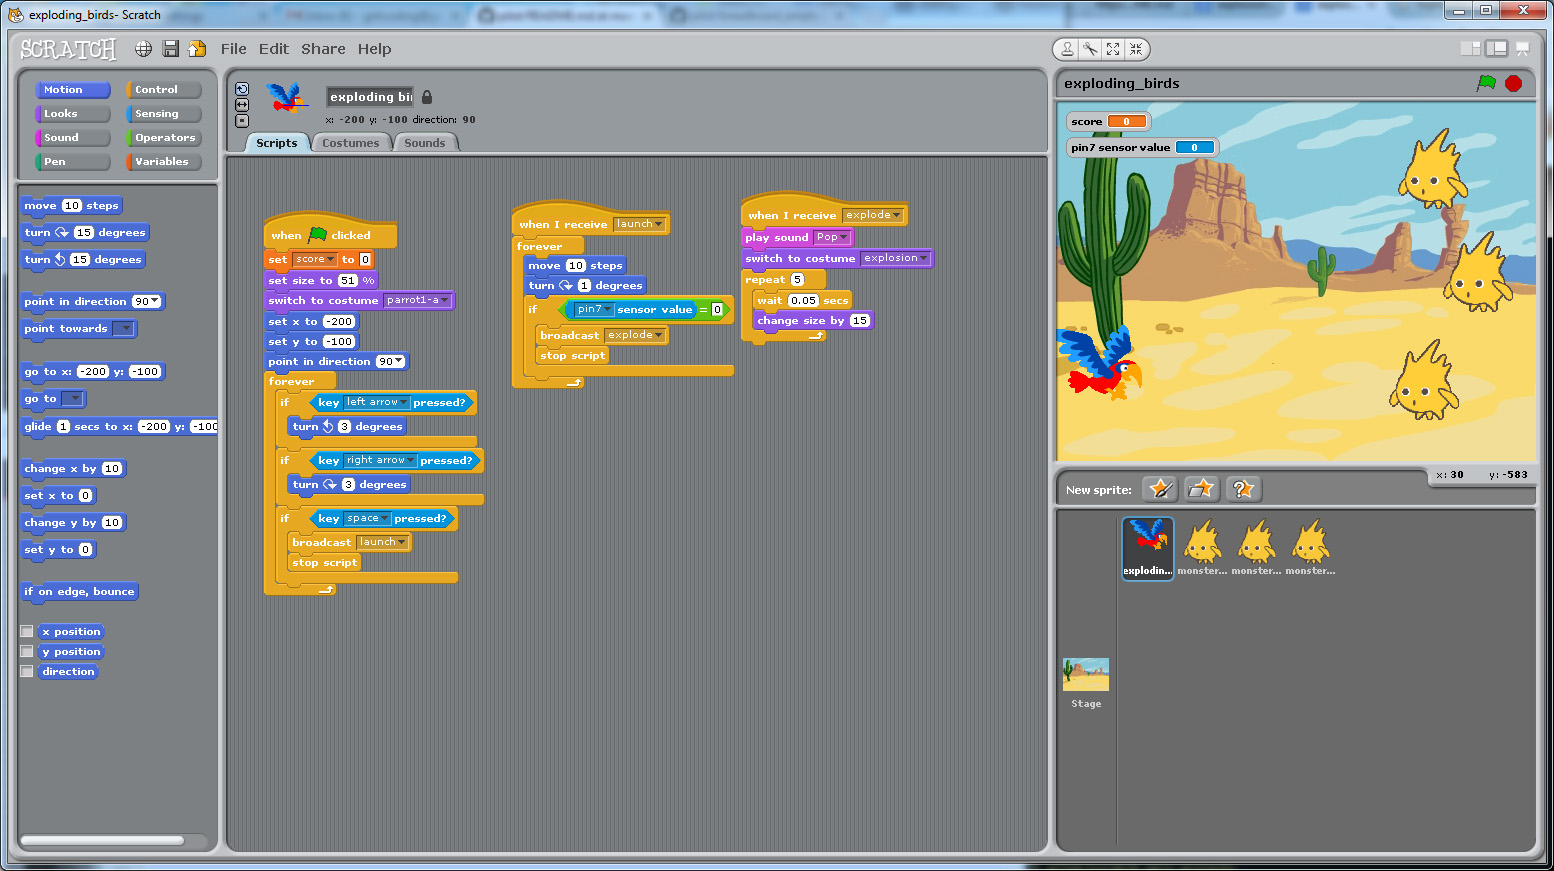 exploding_birds- Scratch
SCRATCH
File Edit Share Help
Motion Control
Looks Sensing
Sound Operators
Pen Variables
move 10 steps
turn 15 degrees
turn 15 degrees
point in direction 90
point towards
go to x: -200 y: -100
go to
glide 1 secs to x: -200 y: -100
change x by 10
set x to 0
change y by 10
set y to 0
if on edge, bounce
x position
y position
direction
exploding bi
x: -200 y: -100 direction: 90
Scripts Costumes Sounds
when clicked
set score to 0
set size to 51 %
switch to costume parrot1-a
set x to -200
set y to -100
point in direction 90
forever
if key left arrow pressed?
turn 3 degrees
if key right arrow pressed?
turn 3 degrees
if key space pressed?
broadcast launch
stop script
when I receive launch
forever
move 10 steps
turn 1 degrees
if pin7 sensor value = 0
broadcast explode
stop script
when I receive explode
play sound Pop
switch to costume explosion
repeat 5
wait 0.05 secs
change size by 15
exploding_birds
score 0
pin7 sensor value 0
x: 30 y: -583
New sprite:
explodin...
monster...
monster...
monster...
Stage